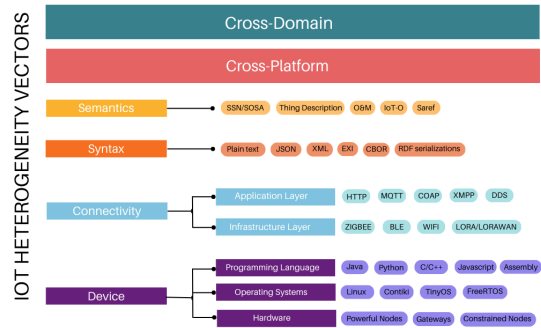 IOT HETEROGENEITY VECTORS
Cross-Domain
Cross-Platform
Semantics
SSN/SOSA Thing Description O&M IoT-O Saref
Syntax
Plain text JSON XML EXI CBOR RDF serializations
Connectivity
Application Layer HTTP MQTT COAP XMPP DDS
Infrastructure Layer ZIGBEE BLE WIFI LORA/LORAWAN
Device
Programming Language Java Python C/C++ Javascript Assembly
Operating Systems Linux Contiki TinyOS FreeRTOS
Hardware Powerful Nodes Gateways Constrained Nodes